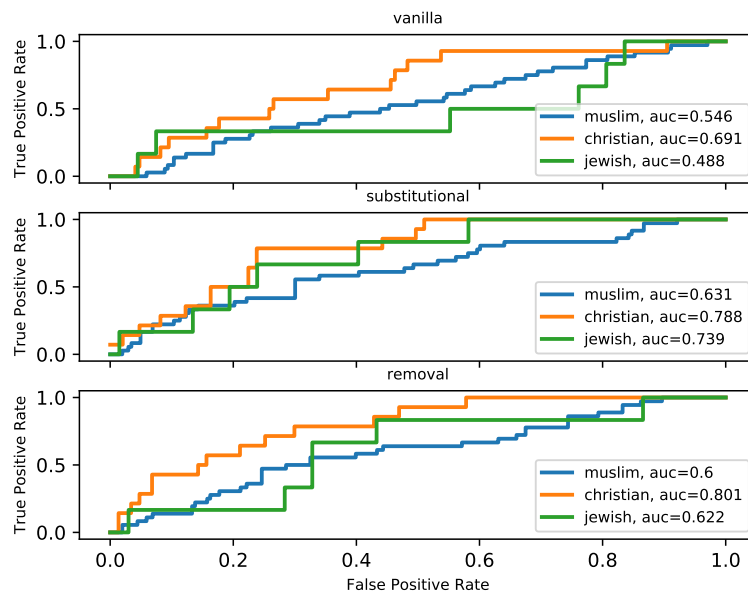 vanilla
True Positive Rate
1.0
0.5
0.0
muslim, auc=0.546
christian, auc=0.691
jewish, auc=0.488
substitutional
True Positive Rate
1.0
0.5
0.0
muslim, auc=0.631
christian, auc=0.788
jewish, auc=0.739
removal
True Positive Rate
1.0
0.5
0.0
muslim, auc=0.6
christian, auc=0.801
jewish, auc=0.622
0.0 0.2 0.4 0.6 0.8 1.0
False Positive Rate